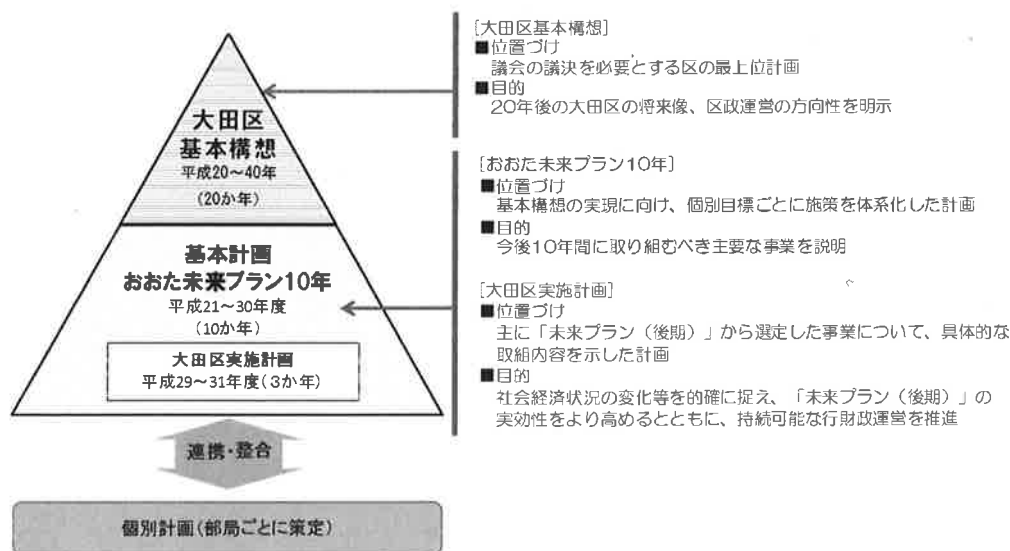 大田区
基本構想
平成20～40年
(20か年)
基本計画
おおた未来プラン10年
平成21～30年度
(10か年)
大田区実施計画
平成29～31年度(3か年)
連携・整合
個別計画(部局ごとに策定)
[大田区基本構想]
■位置づけ
議会の議決を必要とする区の最上位計画
■目的
20年後の大田区の将来像、区政運営の方向性を明示
[おおた未来プラン10年]
■位置づけ
基本構想の実現に向け、個別目標ごとに施策を体系化した計画
■目的
今後10年間に取り組むべき主要な事業を説明
[大田区実施計画]
■位置づけ
主に「未来プラン（後期）」から選定した事業について、具体的な
取組内容を示した計画
■目的
社会経済状況の変化等を的確に捉え、「未来プラン（後期）」の
実効性をより高めるとともに、持続可能な行財政運営を推進